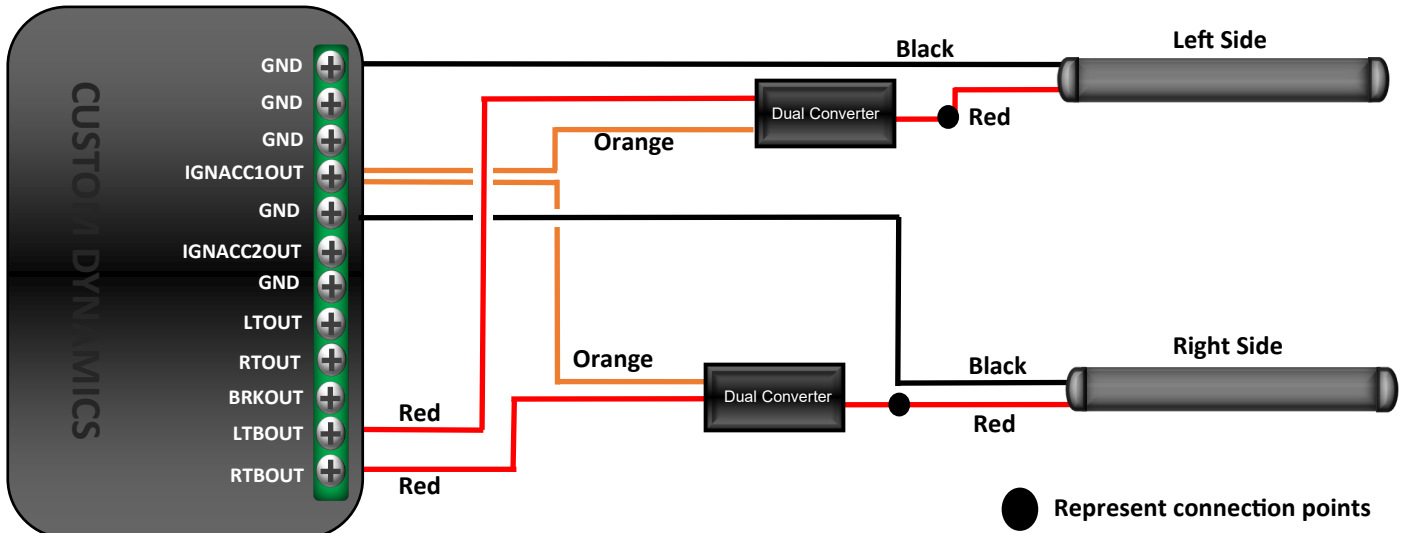 CUSTOM DYNAMICS
GND
GND
GND
IGNACC1OUT
GND
IGNACC2OUT
GND
LTOUT
RTOUT
BRKOUT
LTBOUT
RTBOUT
Black
Left Side
Dual Converter
Red
Orange
Orange
Dual Converter
Black
Right Side
Red
Red
Red
Represent connection points